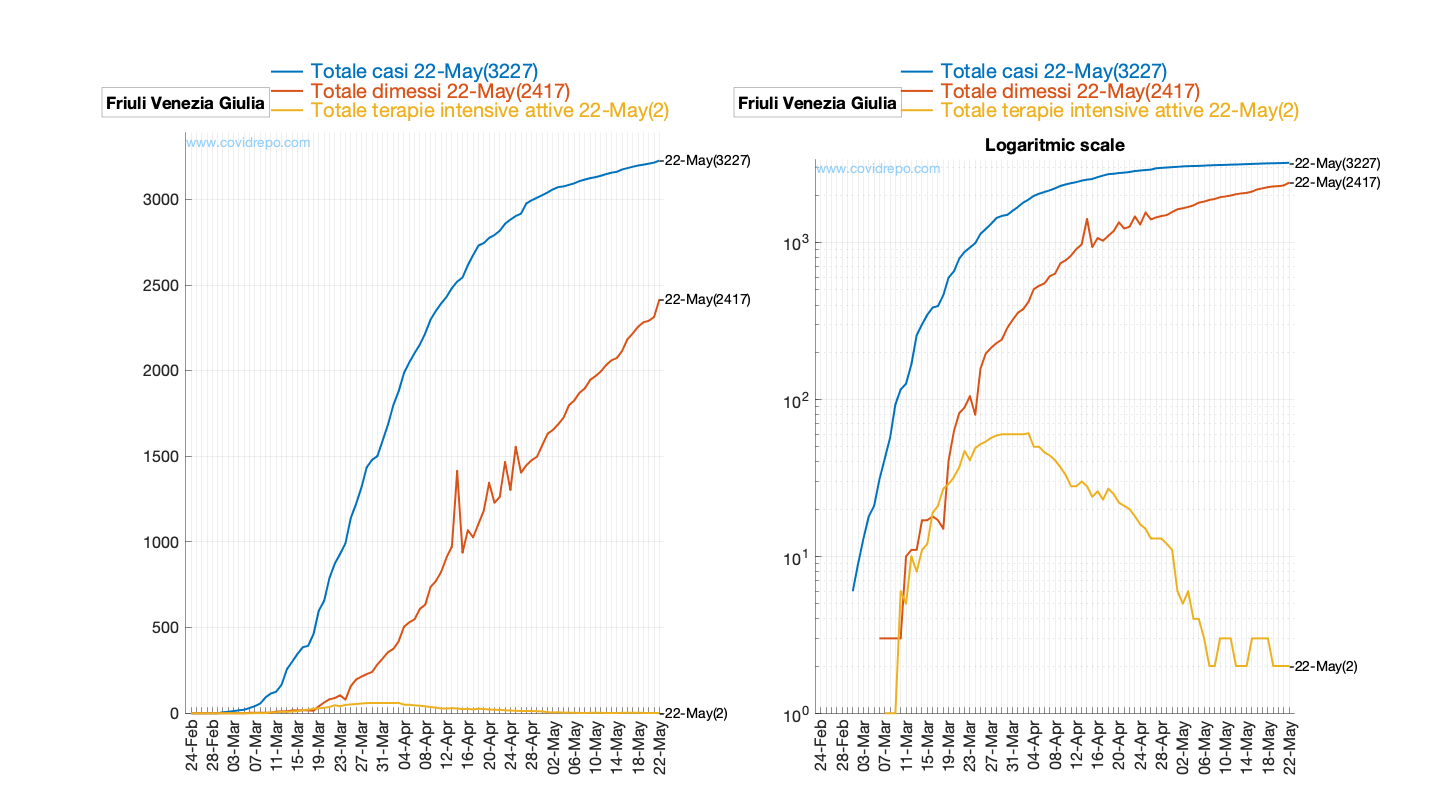 Totale casi 22-May(3227)
Totale dimessi 22-May(2417)
Totale terapie intensive attive 22-May(2)
Friuli Venezia Giulia
www.covidrepo.com
22-May(3227)
22-May(2417)
22-May(2)
3000
2500
2000
1500
1000
500
0
24-Feb
28-Feb
03-Mar
07-Mar
11-Mar
15-Mar
19-Mar
23-Mar
27-Mar
31-Mar
04-Apr
08-Apr
12-Apr
16-Apr
20-Apr
24-Apr
28-Apr
02-May
06-May
10-May
14-May
18-May
22-May
Totale casi 22-May(3227)
Totale dimessi 22-May(2417)
Totale terapie intensive attive 22-May(2)
Friuli Venezia Giulia
Logaritmic scale
www.covidrepo.com
22-May(3227)
22-May(2417)
22-May(2)
10³
10²
10¹
10⁰
24-Feb
28-Feb
03-Mar
07-Mar
11-Mar
15-Mar
19-Mar
23-Mar
27-Mar
31-Mar
04-Apr
08-Apr
12-Apr
16-Apr
20-Apr
24-Apr
28-Apr
02-May
06-May
10-May
14-May
18-May
22-May